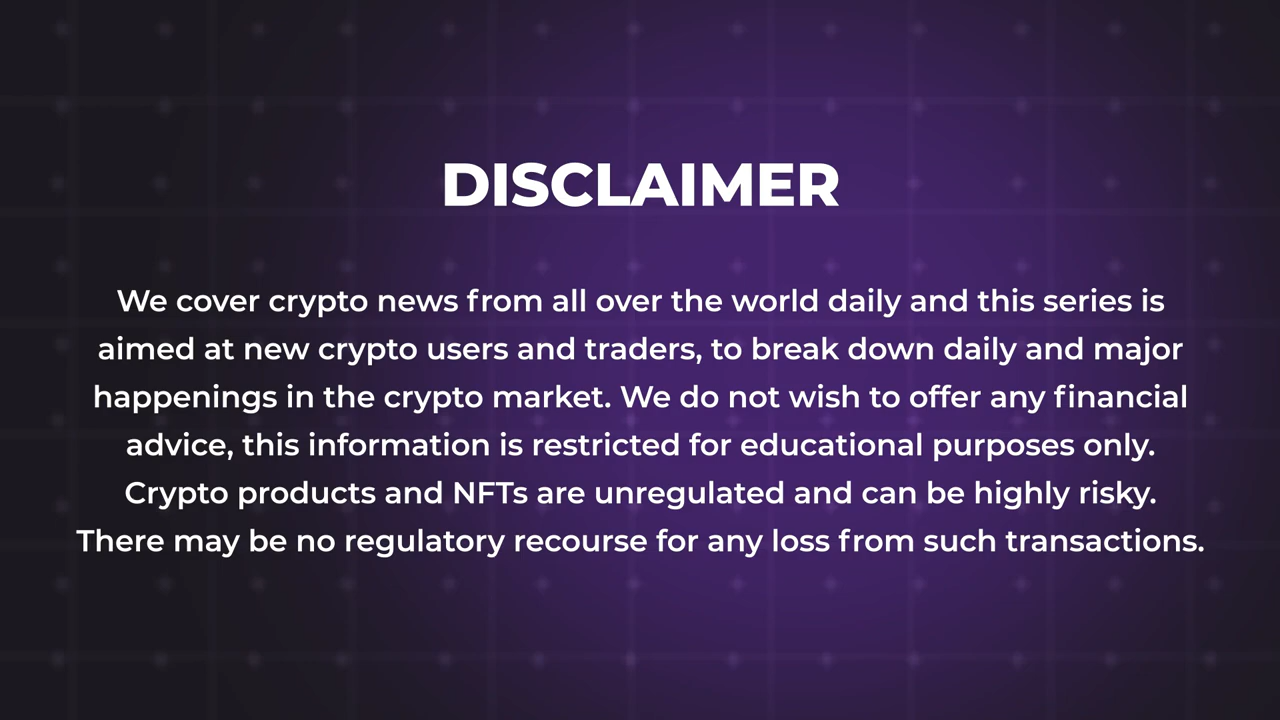 DISCLAIMER
We cover crypto news from all over the world daily and this series is
aimed at new crypto users and traders, to break down daily and major
happenings in the crypto market. We do not wish to offer any financial
advice, this information is restricted for educational purposes only.
Crypto products and NFTs are unregulated and can be highly risky.
There may be no regulatory recourse for any loss from such transactions.